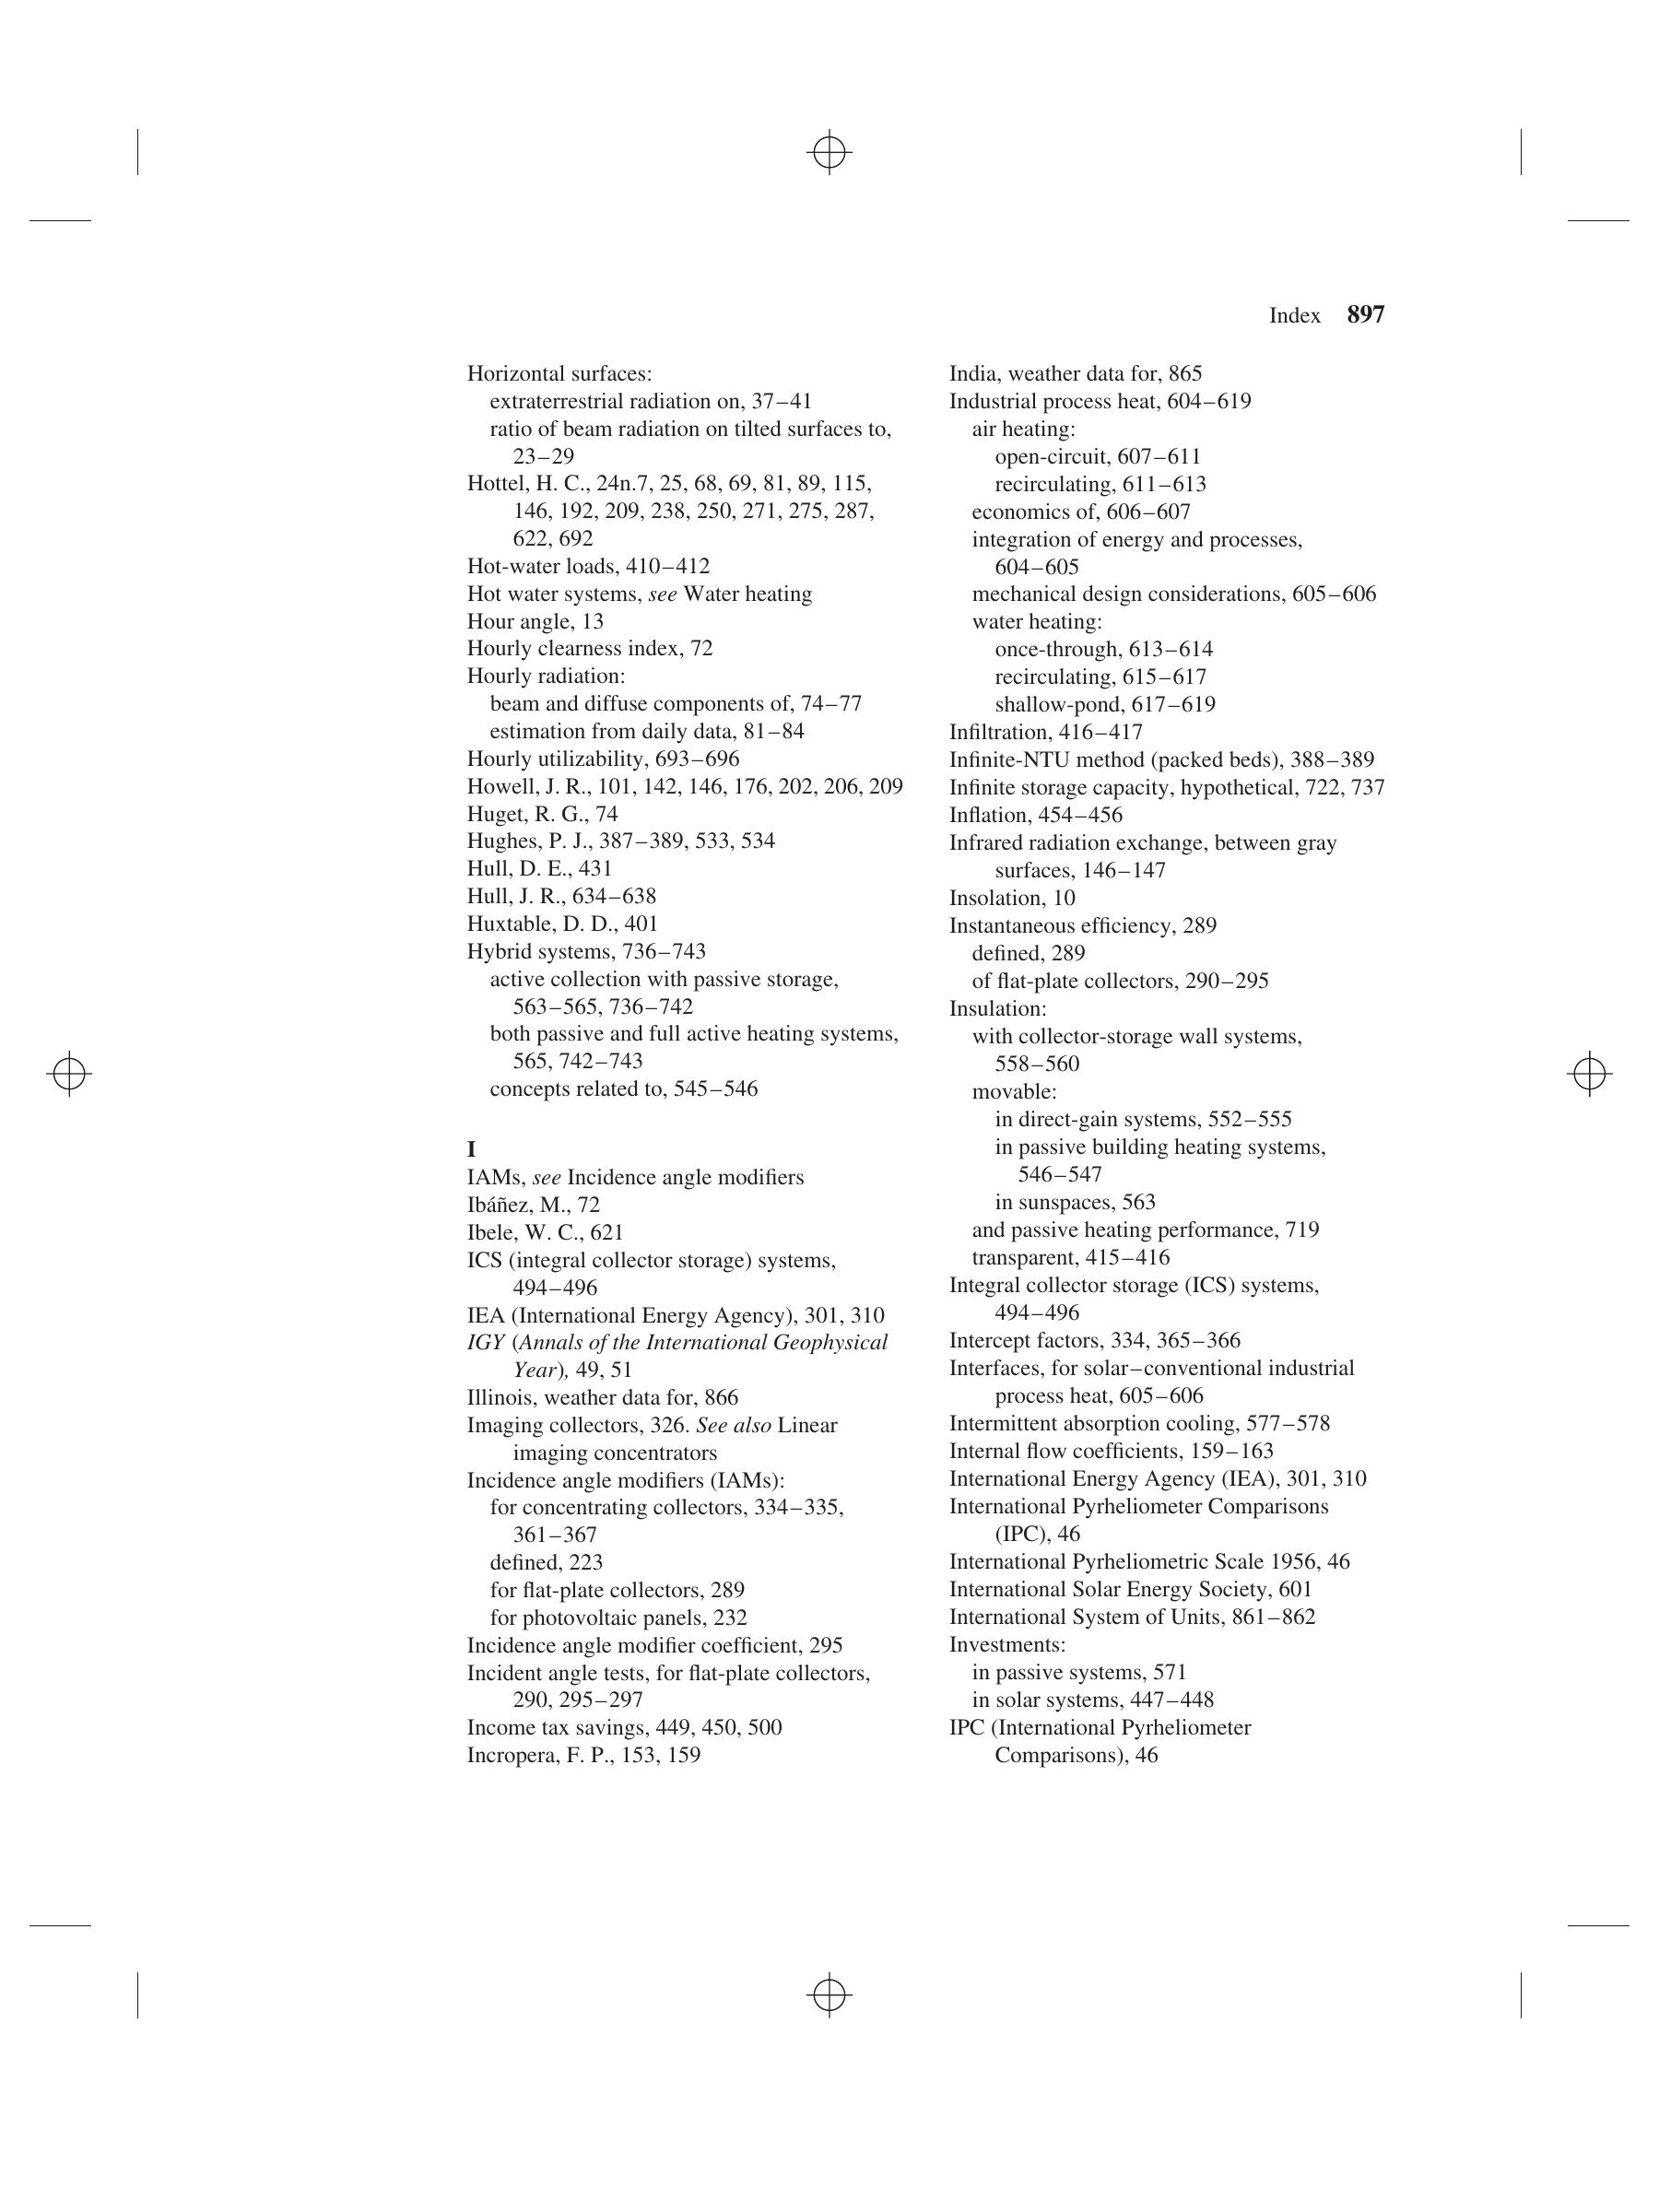 Index 897
Horizontal surfaces:
extraterrestrial radiation on, 37–41
ratio of beam radiation on tilted surfaces to,
23–29
Hottel, H. C., 24n.7, 25, 68, 69, 81, 89, 115,
146, 192, 209, 238, 250, 271, 275, 287,
622, 692
Hot-water loads, 410–412
Hot water systems, see Water heating
Hour angle, 13
Hourly clearness index, 72
Hourly radiation:
beam and diffuse components of, 74–77
estimation from daily data, 81–84
Hourly utilizability, 693–696
Howell, J. R., 101, 142, 146, 176, 202, 206, 209
Huget, R. G., 74
Hughes, P. J., 387–389, 533, 534
Hull, D. E., 431
Hull, J. R., 634–638
Huxtable, D. D., 401
Hybrid systems, 736–743
active collection with passive storage,
563–565, 736–742
both passive and full active heating systems,
565, 742–743
concepts related to, 545–546
I
IAMs, see Incidence angle modifiers
Ibáñez, M., 72
Ibele, W. C., 621
ICS (integral collector storage) systems,
494–496
IEA (International Energy Agency), 301, 310
IGY (Annals of the International Geophysical
Year), 49, 51
Illinois, weather data for, 866
Imaging collectors, 326. See also Linear
imaging concentrators
Incidence angle modifiers (IAMs):
for concentrating collectors, 334–335,
361–367
defined, 223
for flat-plate collectors, 289
for photovoltaic panels, 232
Incidence angle modifier coefficient, 295
Incident angle tests, for flat-plate collectors,
290, 295–297
Income tax savings, 449, 450, 500
Incropera, F. P., 153, 159
India, weather data for, 865
Industrial process heat, 604–619
air heating:
open-circuit, 607–611
recirculating, 611–613
economics of, 606–607
integration of energy and processes,
604–605
mechanical design considerations, 605–606
water heating:
once-through, 613–614
recirculating, 615–617
shallow-pond, 617–619
Infiltration, 416–417
Infinite-NTU method (packed beds), 388–389
Infinite storage capacity, hypothetical, 722, 737
Inflation, 454–456
Infrared radiation exchange, between gray
surfaces, 146–147
Insolation, 10
Instantaneous efficiency, 289
defined, 289
of flat-plate collectors, 290–295
Insulation:
with collector-storage wall systems,
558–560
movable:
in direct-gain systems, 552–555
in passive building heating systems,
546–547
in sunspaces, 563
and passive heating performance, 719
transparent, 415–416
Integral collector storage (ICS) systems,
494–496
Intercept factors, 334, 365–366
Interfaces, for solar–conventional industrial
process heat, 605–606
Intermittent absorption cooling, 577–578
Internal flow coefficients, 159–163
International Energy Agency (IEA), 301, 310
International Pyrheliometer Comparisons
(IPC), 46
International Pyrheliometric Scale 1956, 46
International Solar Energy Society, 601
International System of Units, 861–862
Investments:
in passive systems, 571
in solar systems, 447–448
IPC (International Pyrheliometer
Comparisons), 46